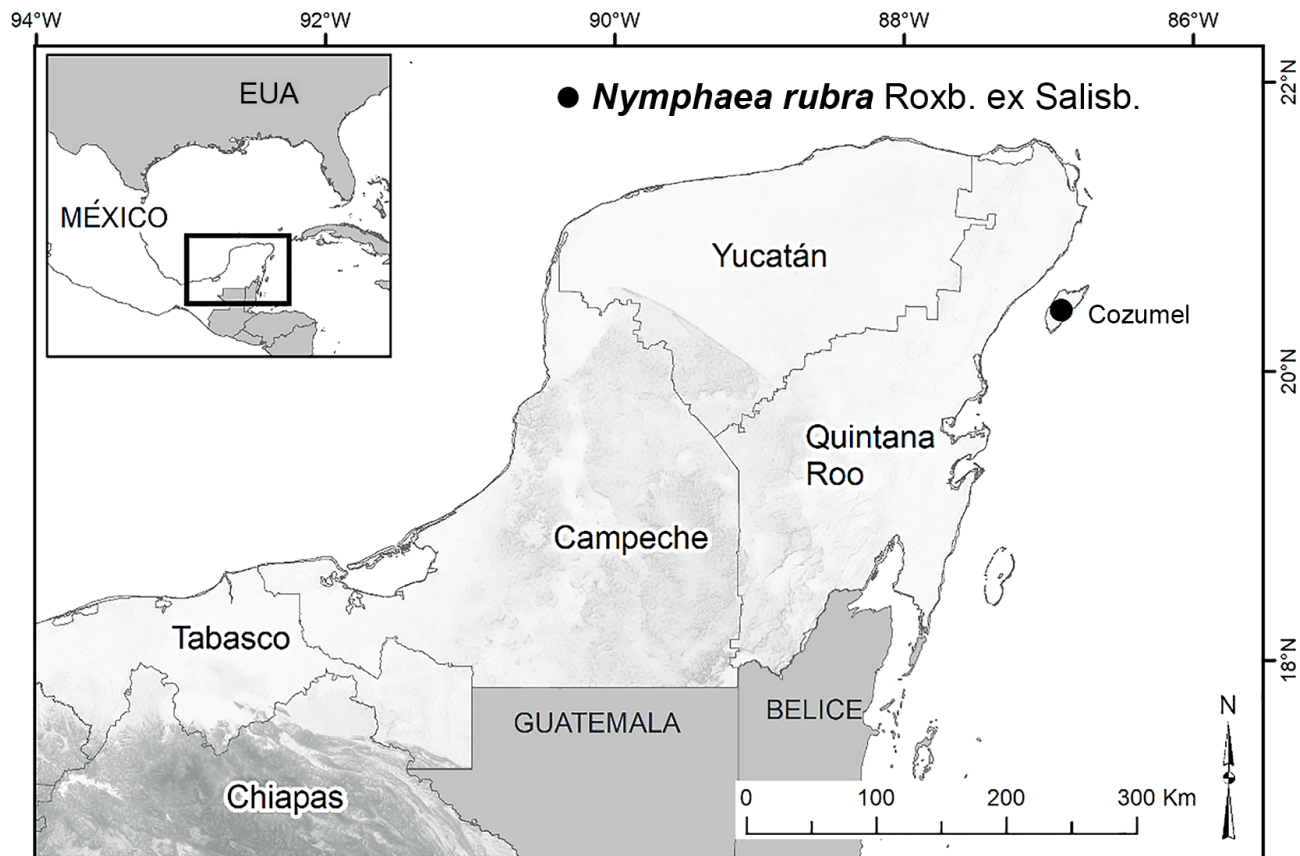 94°W 92°W 90°W 88°W 86°W
EUA
MÉXICO
Nymphaea rubra Roxb. ex Salisb.
22°N
Yucatán
Cozumel
20°N
Quintana
Roo
Campeche
Tabasco
18°N
GUATEMALA
BELICE
N
Chiapas
0 100 200 300 Km